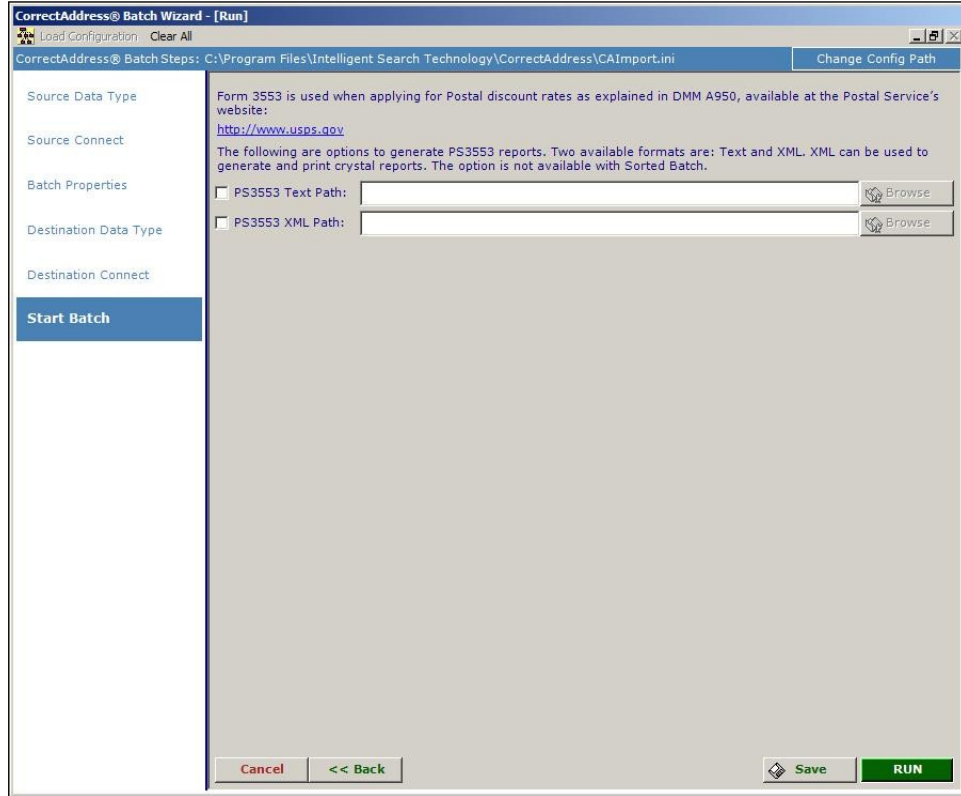 CorrectAddress® Batch Wizard - [Run]
Load Configuration Clear All
CorrectAddress® Batch Steps: C:\Program Files\Intelligent Search Technology\CorrectAddress\CAImport.ini Change Config Path
Source Data Type
Source Connect
Batch Properties
Destination Data Type
Destination Connect
Start Batch
Form 3553 is used when applying for Postal discount rates as explained in DMM A950, available at the Postal Service's
website:
http://www.usps.gov
The following are options to generate PS3553 reports. Two available formats are: Text and XML. XML can be used to
generate and print crystal reports. The option is not available with Sorted Batch.
PS3553 Text Path: Browse
PS3553 XML Path: Browse
Cancel << Back Save RUN